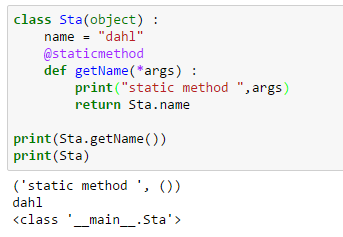 class Sta(object) :
    name = "dahl"
    @staticmethod
    def getName(*args) :
        print("static method ",args)
        return Sta.name

print(Sta.getName())
print(Sta)
('static method ', ())
dahl
<class '__main__.Sta'>